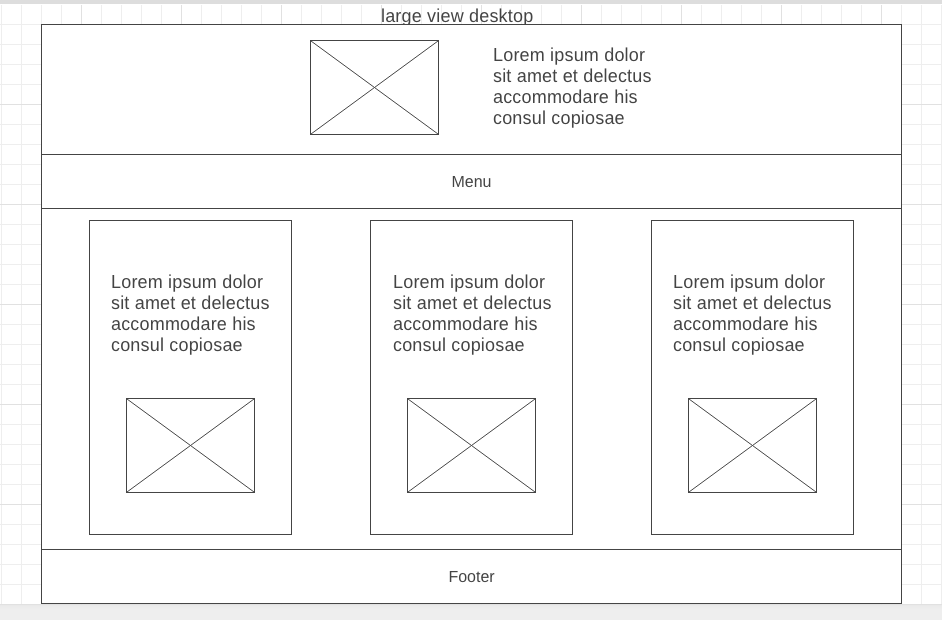 large view desktop
Lorem ipsum dolor
sit amet et delectus
accommodare his
consul copiosae
Menu
Lorem ipsum dolor
sit amet et delectus
accommodare his
consul copiosae
Lorem ipsum dolor
sit amet et delectus
accommodare his
consul copiosae
Lorem ipsum dolor
sit amet et delectus
accommodare his
consul copiosae
Footer